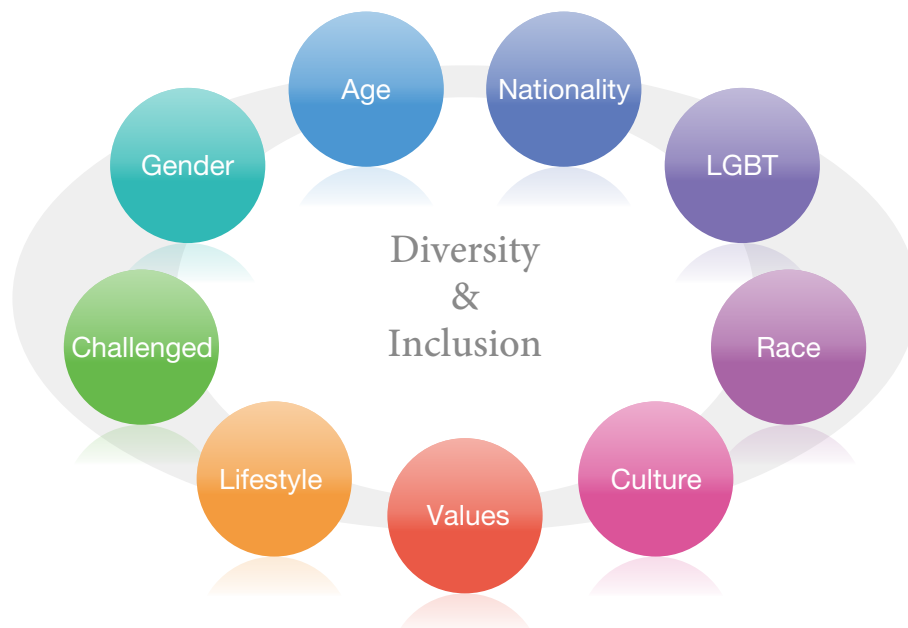 Age
Nationality
Gender
LGBT
Diversity
&
Inclusion
Challenged
Race
Lifestyle
Culture
Values